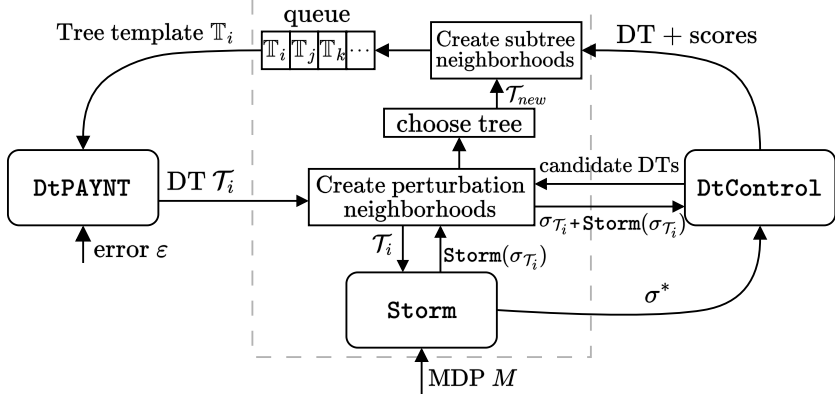 queue
Tree template 𝕋ᵢ
𝕋ᵢ 𝕋ⱼ 𝕋ₖ ⋯
Create subtree
neighborhoods
DT + scores
𝒯new
choose tree
DtPAYNT
DT 𝒯ᵢ
Create perturbation
neighborhoods
candidate DTs
DtControl
σ𝒯ᵢ+Storm(σ𝒯ᵢ)
error ε
𝒯ᵢ
Storm(σ𝒯ᵢ)
Storm
σ*
MDP M